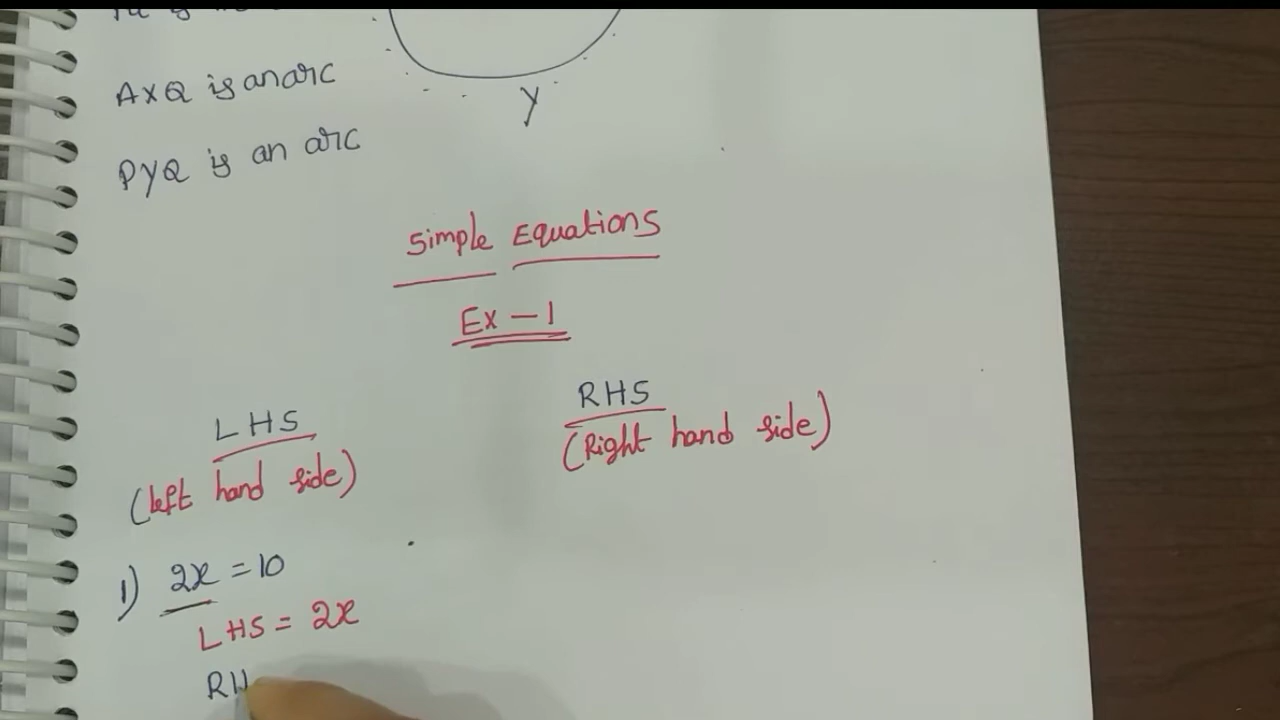 Y
AXQ is an arc
PYQ is an arc
Simple Equations
Ex - 1
LHS
(left hand side)
RHS
(Right hand side)
1) 2x = 10
LHS = 2x
RH